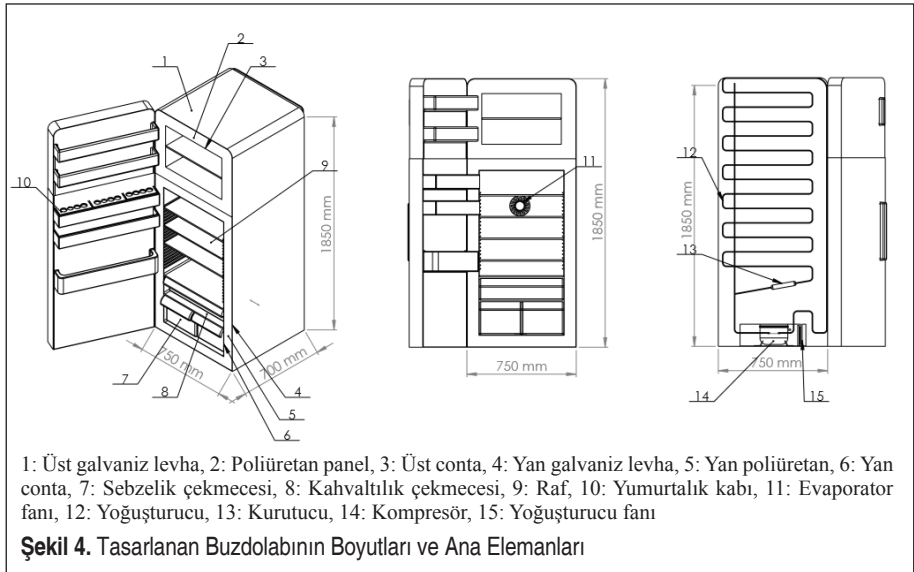 1
2
3
10
9
1850 mm
750 mm
700 mm
7
8
4
5
6
11
1850 mm
750 mm
12
13
1850 mm
750 mm
14
15
1: Üst galvaniz levha, 2: Poliüretan panel, 3: Üst conta, 4: Yan galvaniz levha, 5: Yan poliüretan, 6: Yan
conta, 7: Sebzelik çekmecesi, 8: Kahvaltılık çekmecesi, 9: Raf, 10: Yumurtalık kabı, 11: Evaporator
fanı, 12: Yoğuşturucu, 13: Kurutucu, 14: Kompresör, 15: Yoğuşturucu fanı
Şekil 4. Tasarlanan Buzdolabının Boyutları ve Ana Elemanları